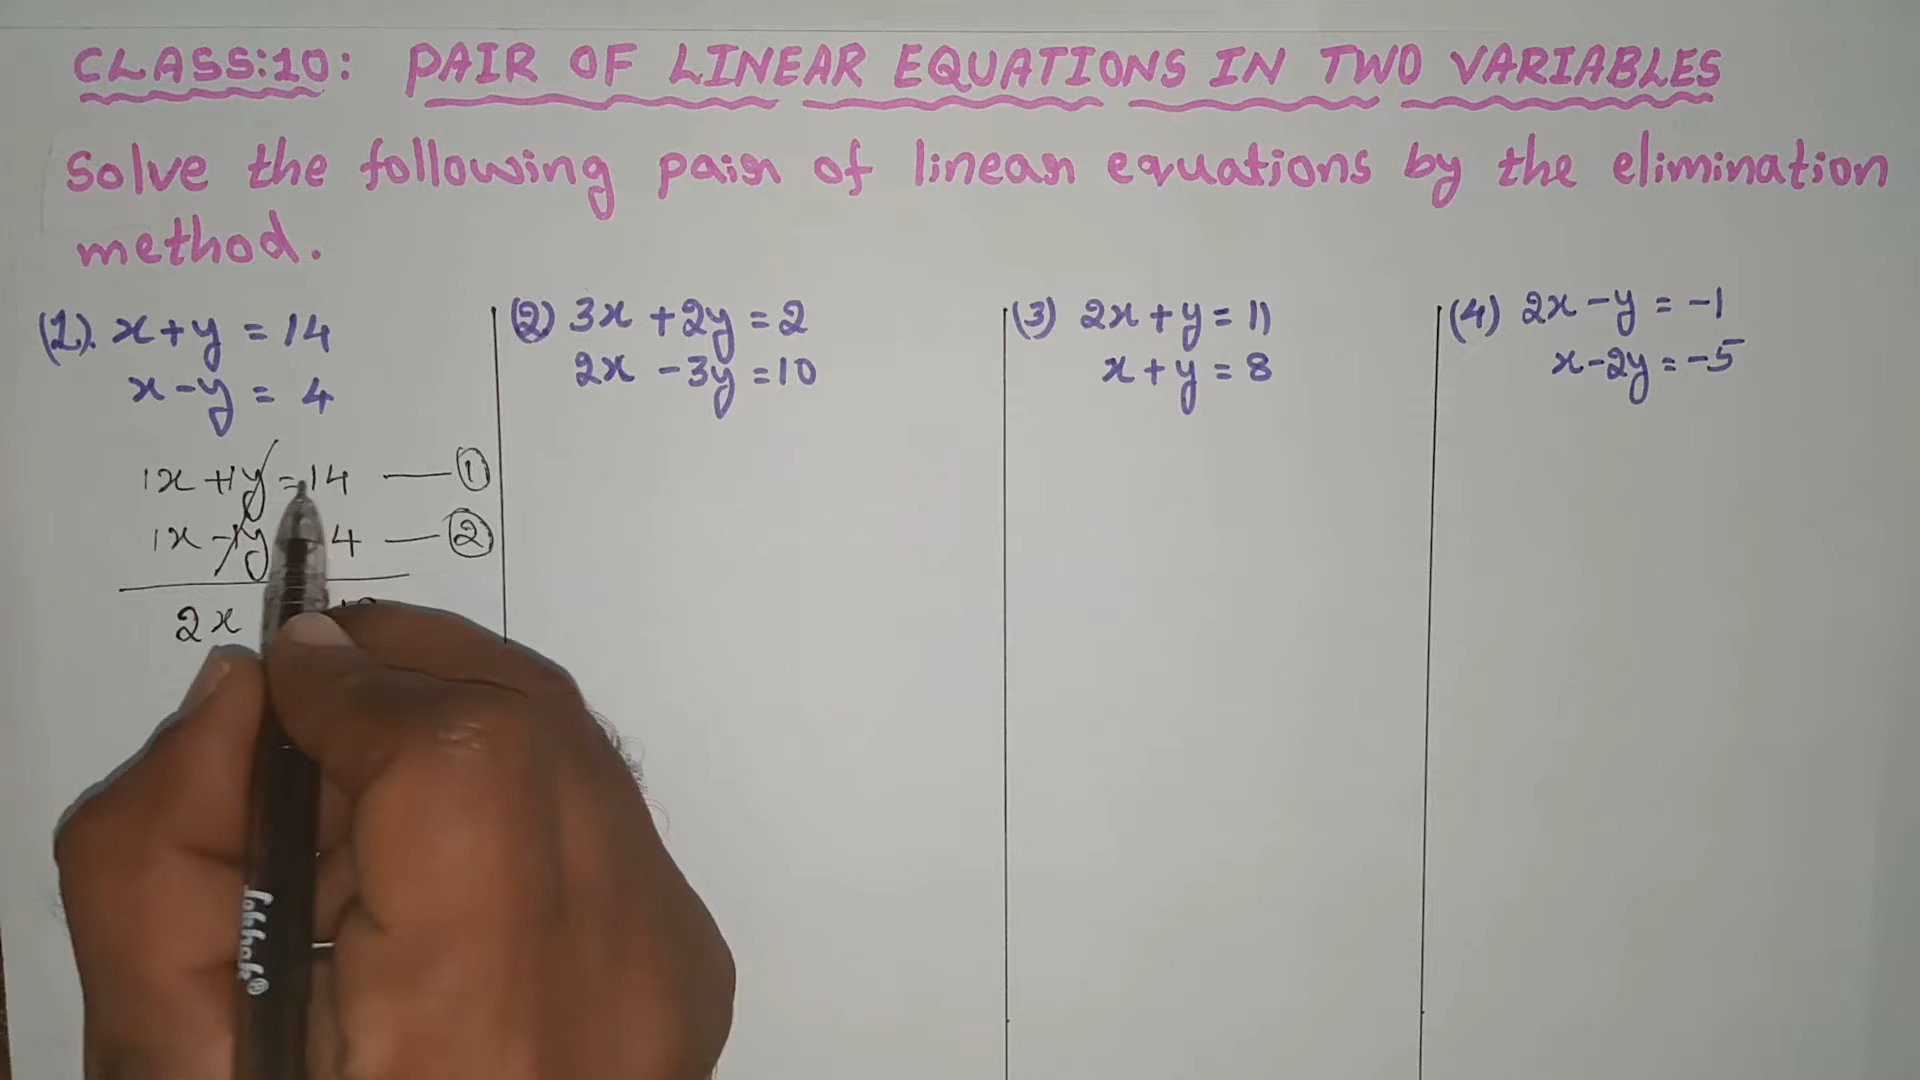 CLASS:10: PAIR OF LINEAR EQUATIONS IN TWO VARIABLES
Solve the following pair of linear equations by the elimination
method.
(1). x+y = 14
x-y = 4
1x+1y=14 — ①
1x-1y 4 — ②
2x
(2) 3x+2y=2
2x-3y=10
(3) 2x+y=11
x+y=8
(4) 2x-y=-1
x-2y=-5